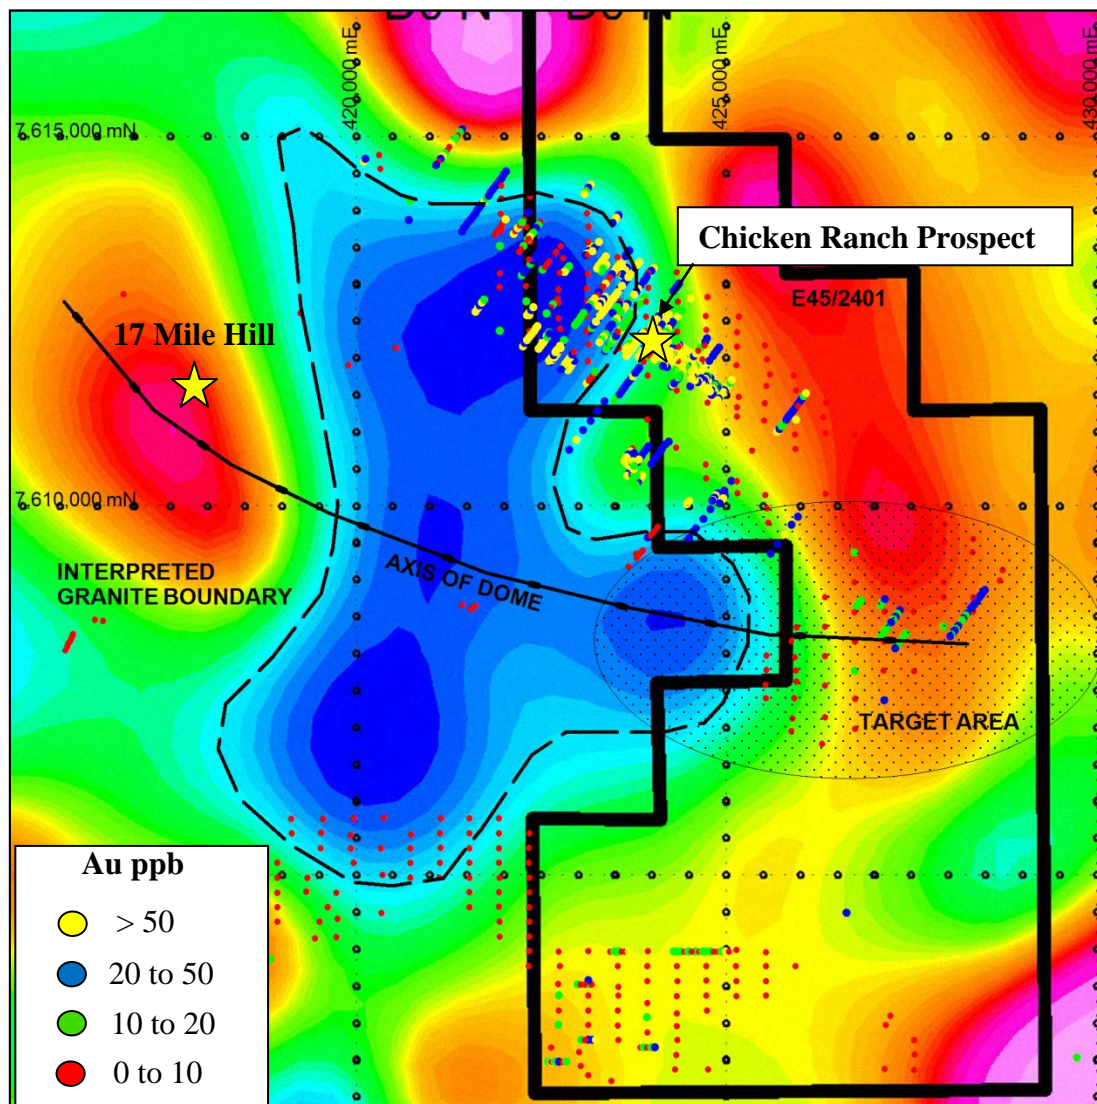 420,000 mE
425,000 mE
430,000 mE
7,615,000 mN
Chicken Ranch Prospect
E45/2401
17 Mile Hill
7,610,000 mN
AXIS OF DOME
INTERPRETED
GRANITE BOUNDARY
TARGET AREA
Au ppb
> 50
20 to 50
10 to 20
0 to 10